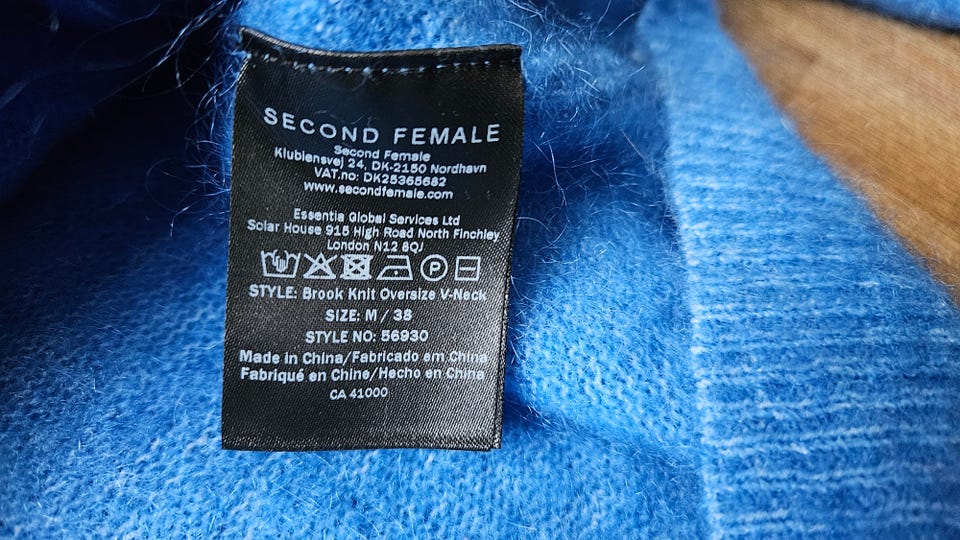 SECOND FEMALE
Second Female
Klubiensvej 24, DK-2150 Nordhavn
VAT.no: DK25365682
www.secondfemale.com
Essentia Global Services Ltd
Solar House 915 High Road North Finchley
London N12 8QJ
P
STYLE: Brook Knit Oversize V-Neck
SIZE: M / 38
STYLE NO: 56930
Made in China/Fabricado em China
Fabriqué en Chine/Hecho en China
CA 41000